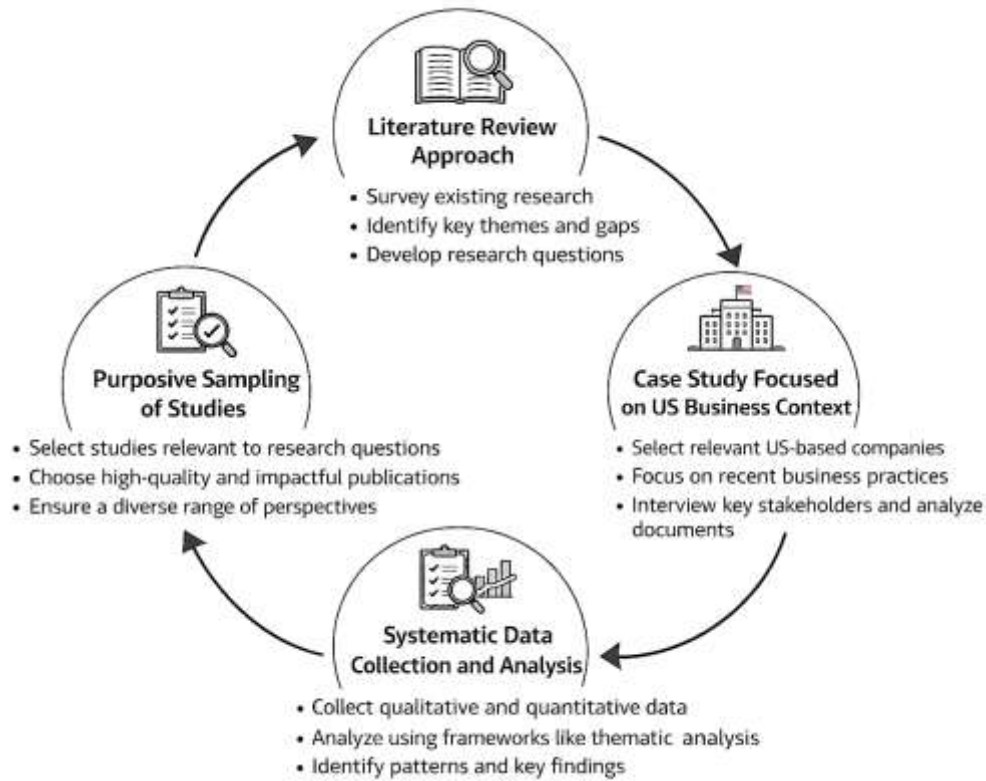 Literature Review
Approach
• Survey existing research
• Identify key themes and gaps
• Develop research questions
Case Study Focused
on US Business Context
• Select relevant US-based companies
• Focus on recent business practices
• Interview key stakeholders and analyze
documents
Systematic Data
Collection and Analysis
• Collect qualitative and quantitative data
• Analyze using frameworks like thematic analysis
• Identify patterns and key findings
Purposive Sampling
of Studies
• Select studies relevant to research questions
• Choose high-quality and impactful publications
• Ensure a diverse range of perspectives